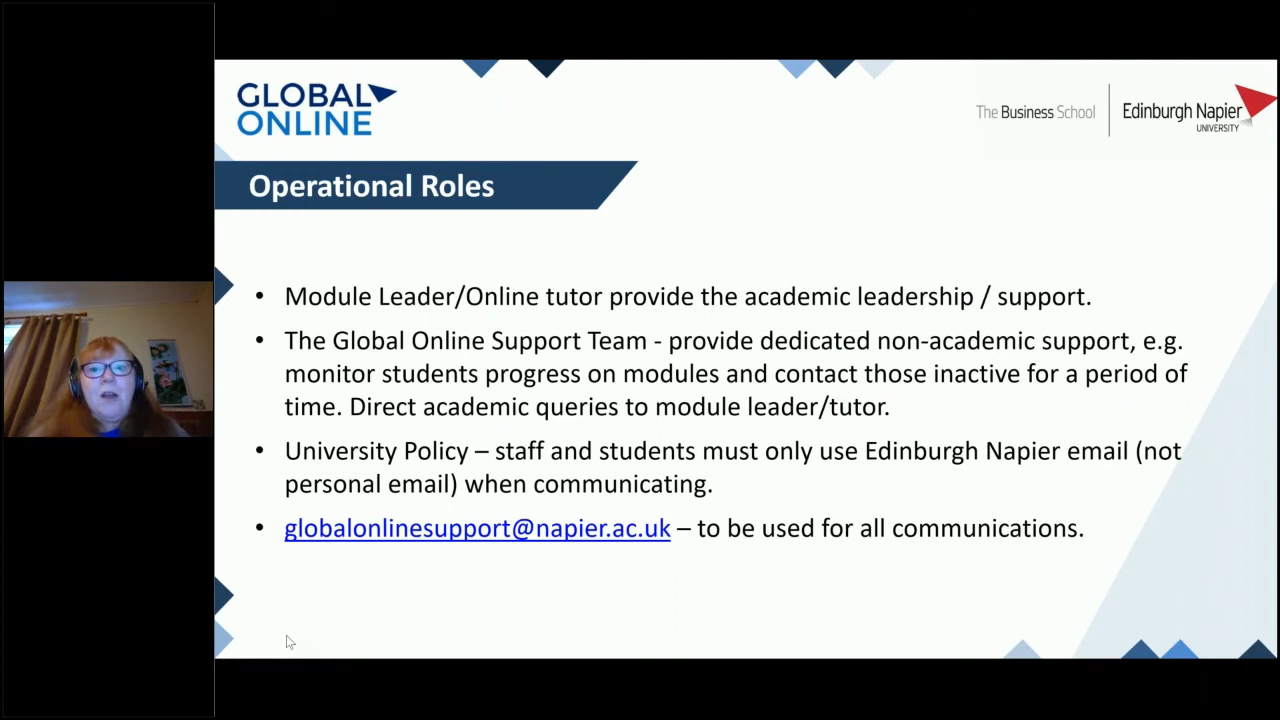 GLOBAL
ONLINE
The Business School
Edinburgh Napier
UNIVERSITY
Operational Roles
• Module Leader/Online tutor provide the academic leadership / support.
• The Global Online Support Team - provide dedicated non-academic support, e.g.
monitor students progress on modules and contact those inactive for a period of
time. Direct academic queries to module leader/tutor.
• University Policy – staff and students must only use Edinburgh Napier email (not
personal email) when communicating.
• globalonlinesupport@napier.ac.uk – to be used for all communications.